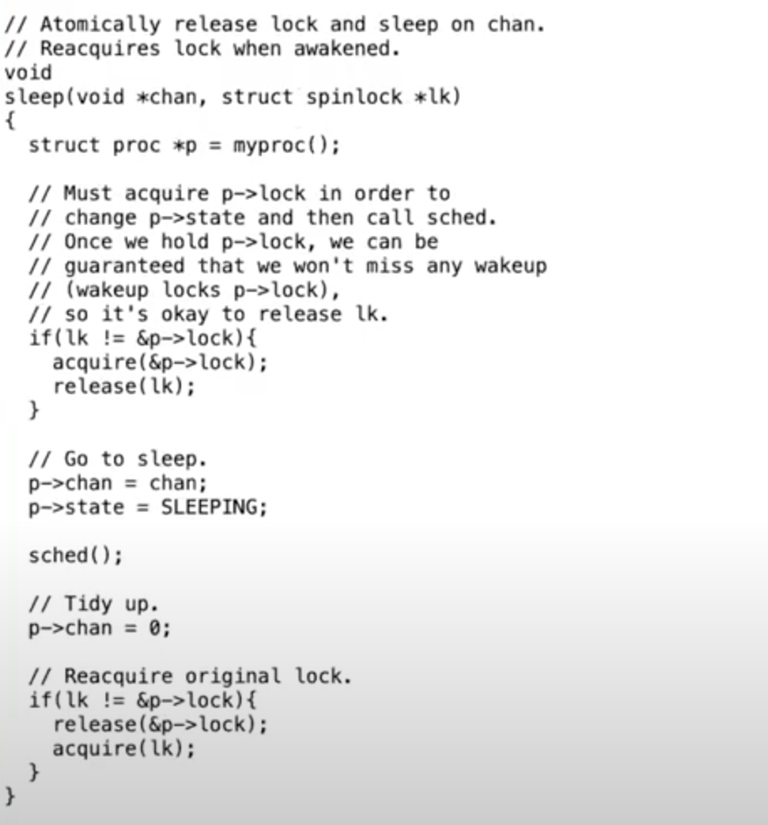 // Atomically release lock and sleep on chan.
// Reacquires lock when awakened.
void
sleep(void *chan, struct spinlock *lk)
{
  struct proc *p = myproc();

  // Must acquire p->lock in order to
  // change p->state and then call sched.
  // Once we hold p->lock, we can be
  // guaranteed that we won't miss any wakeup
  // (wakeup locks p->lock),
  // so it's okay to release lk.
  if(lk != &p->lock){
    acquire(&p->lock);
    release(lk);
  }

  // Go to sleep.
  p->chan = chan;
  p->state = SLEEPING;

  sched();

  // Tidy up.
  p->chan = 0;

  // Reacquire original lock.
  if(lk != &p->lock){
    release(&p->lock);
    acquire(lk);
  }
}